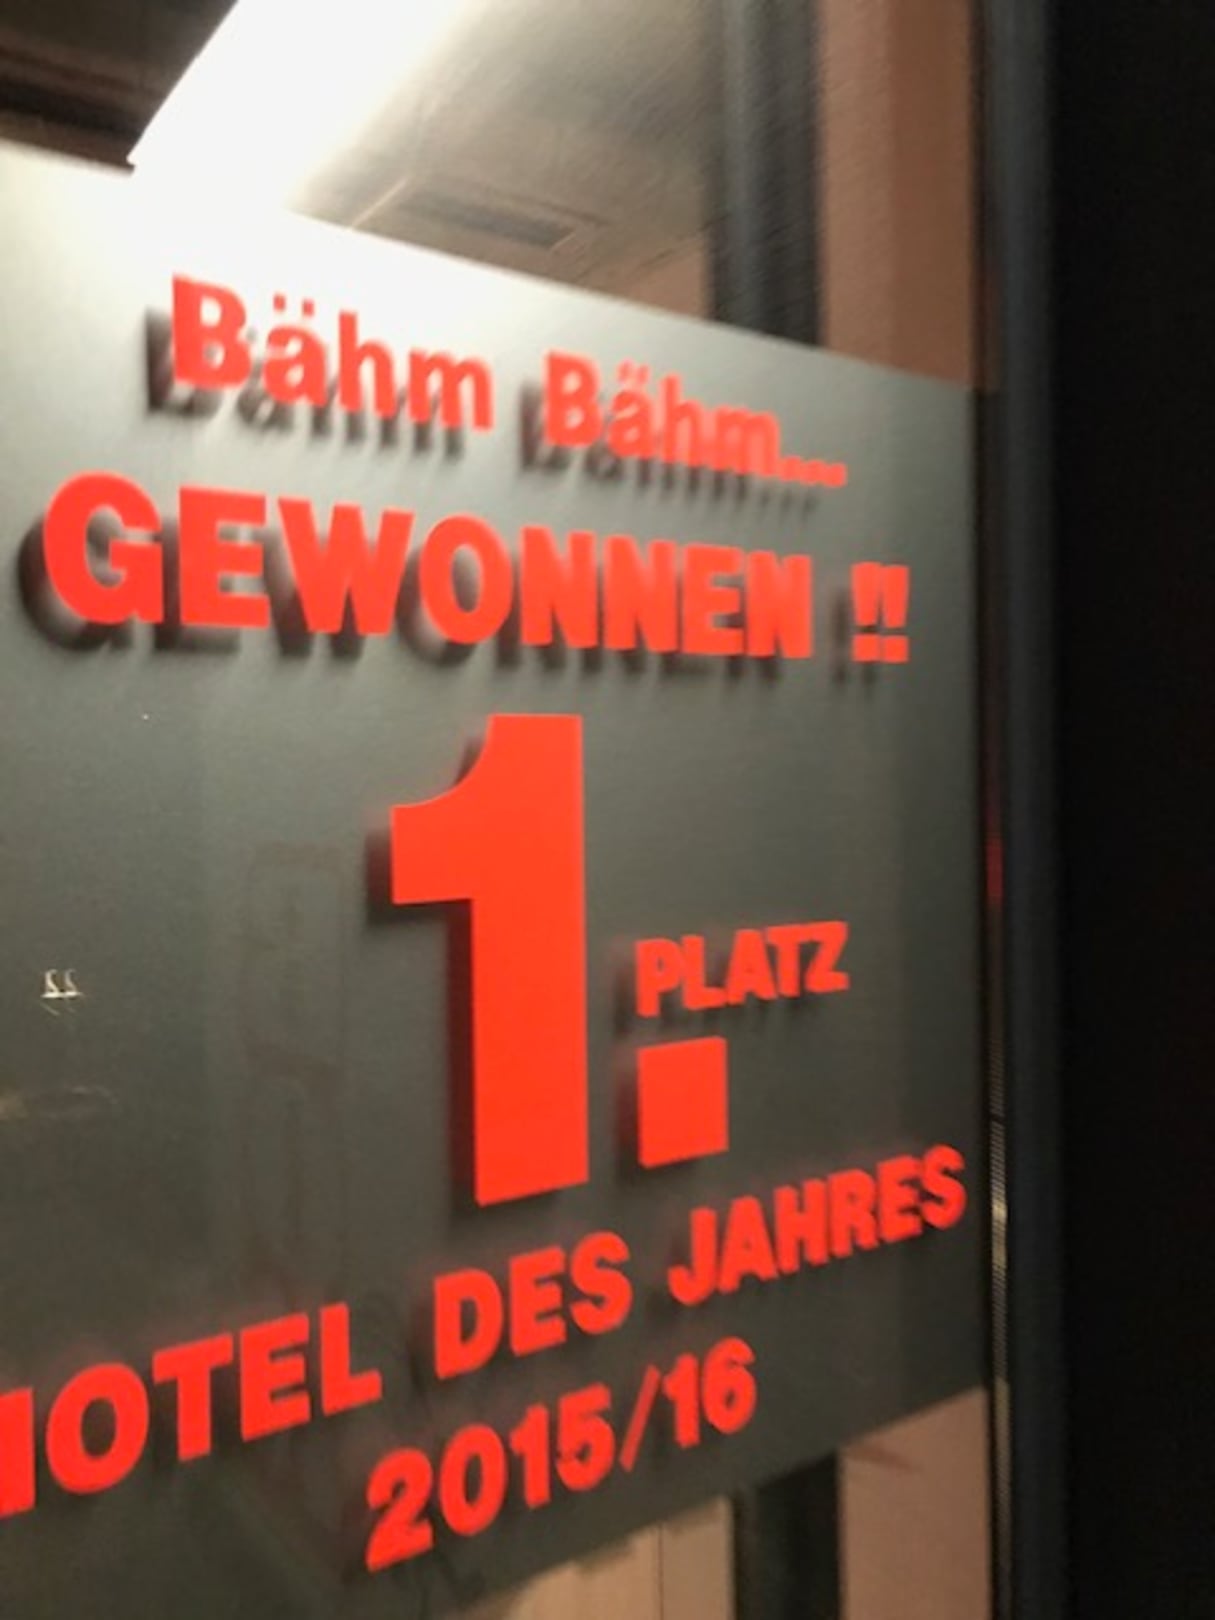 Bähm Bähm...
GEWONNEN !!
1.
PLATZ
HOTEL DES JAHRES
2015/16